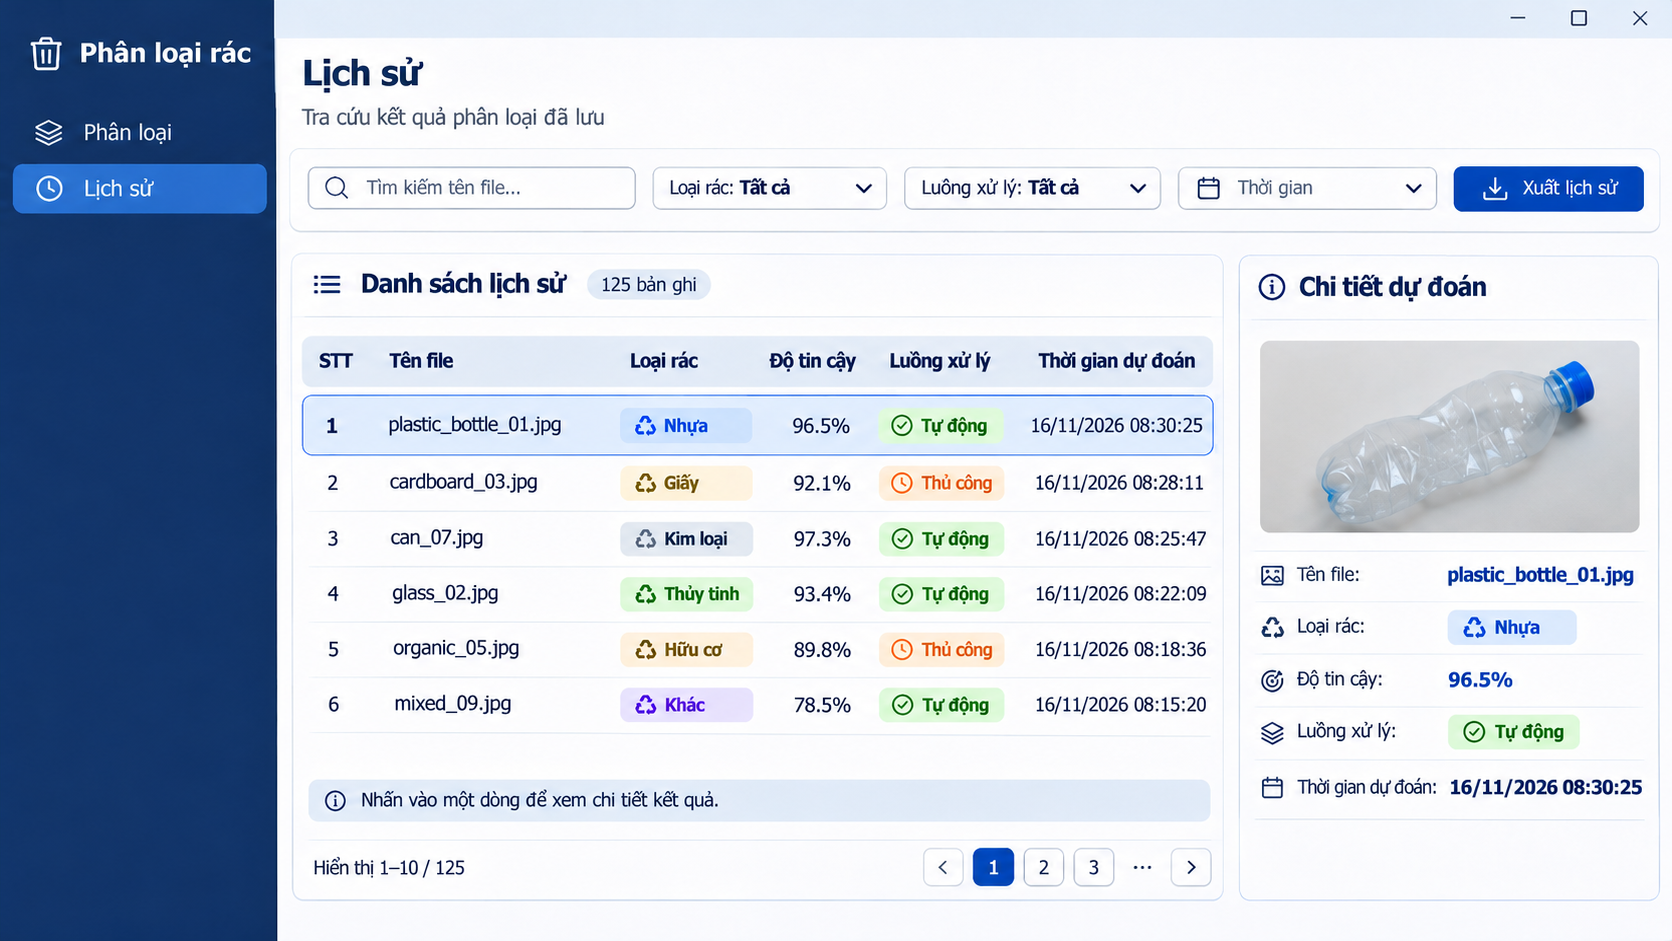 Phân loại rác
Phân loại
Lịch sử
Lịch sử
Tra cứu kết quả phân loại đã lưu
Tìm kiếm tên file...
Loại rác: Tất cả
Luồng xử lý: Tất cả
Thời gian
Xuất lịch sử
Danh sách lịch sử 125 bản ghi
STT Tên file Loại rác Độ tin cậy Luồng xử lý Thời gian dự đoán
1 plastic_bottle_01.jpg Nhựa 96.5% Tự động 16/11/2026 08:30:25
2 cardboard_03.jpg Giấy 92.1% Thủ công 16/11/2026 08:28:11
3 can_07.jpg Kim loại 97.3% Tự động 16/11/2026 08:25:47
4 glass_02.jpg Thủy tinh 93.4% Tự động 16/11/2026 08:22:09
5 organic_05.jpg Hữu cơ 89.8% Thủ công 16/11/2026 08:18:36
6 mixed_09.jpg Khác 78.5% Tự động 16/11/2026 08:15:20
Nhấn vào một dòng để xem chi tiết kết quả.
Hiển thị 1–10 / 125
1 2 3 ...
Chi tiết dự đoán
Tên file: plastic_bottle_01.jpg
Loại rác: Nhựa
Độ tin cậy: 96.5%
Luồng xử lý: Tự động
Thời gian dự đoán: 16/11/2026 08:30:25